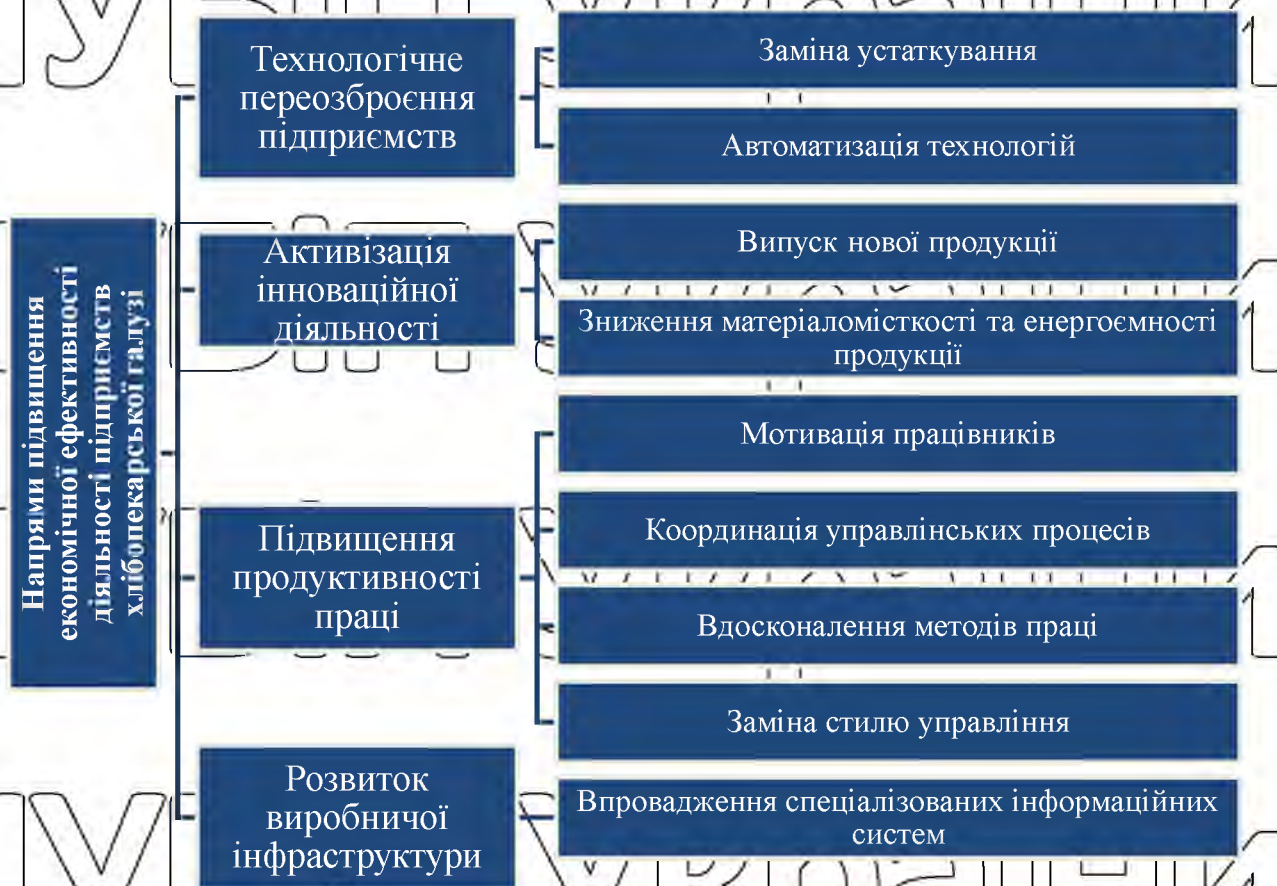 Напрями підвищення
економічної ефективності
діяльності підприємств
хлібопекарської галузі
Технологічне
переозброєння
підприємств
Заміна устаткування
Автоматизація технологій
Активізація
інноваційної
діяльності
Випуск нової продукції
Зниження матеріаломісткості та енергоємності
продукції
Підвищення
продуктивності
праці
Мотивація працівників
Координація управлінських процесів
Вдосконалення методів праці
Заміна стилю управління
Розвиток
виробничої
інфраструктури
Впровадження спеціалізованих інформаційних
систем